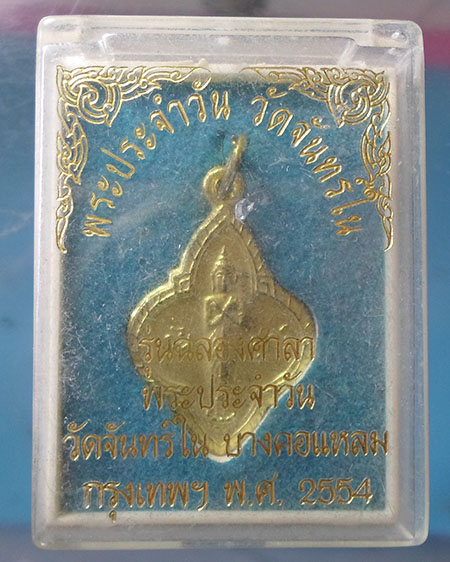 พระประจำวัน วัดจันทร์ใน
รุ่นฉลองศาลา
พระประจำวัน
วัดจันทร์ใน บางคอแหลม
กรุงเทพฯ พ.ศ. 2554